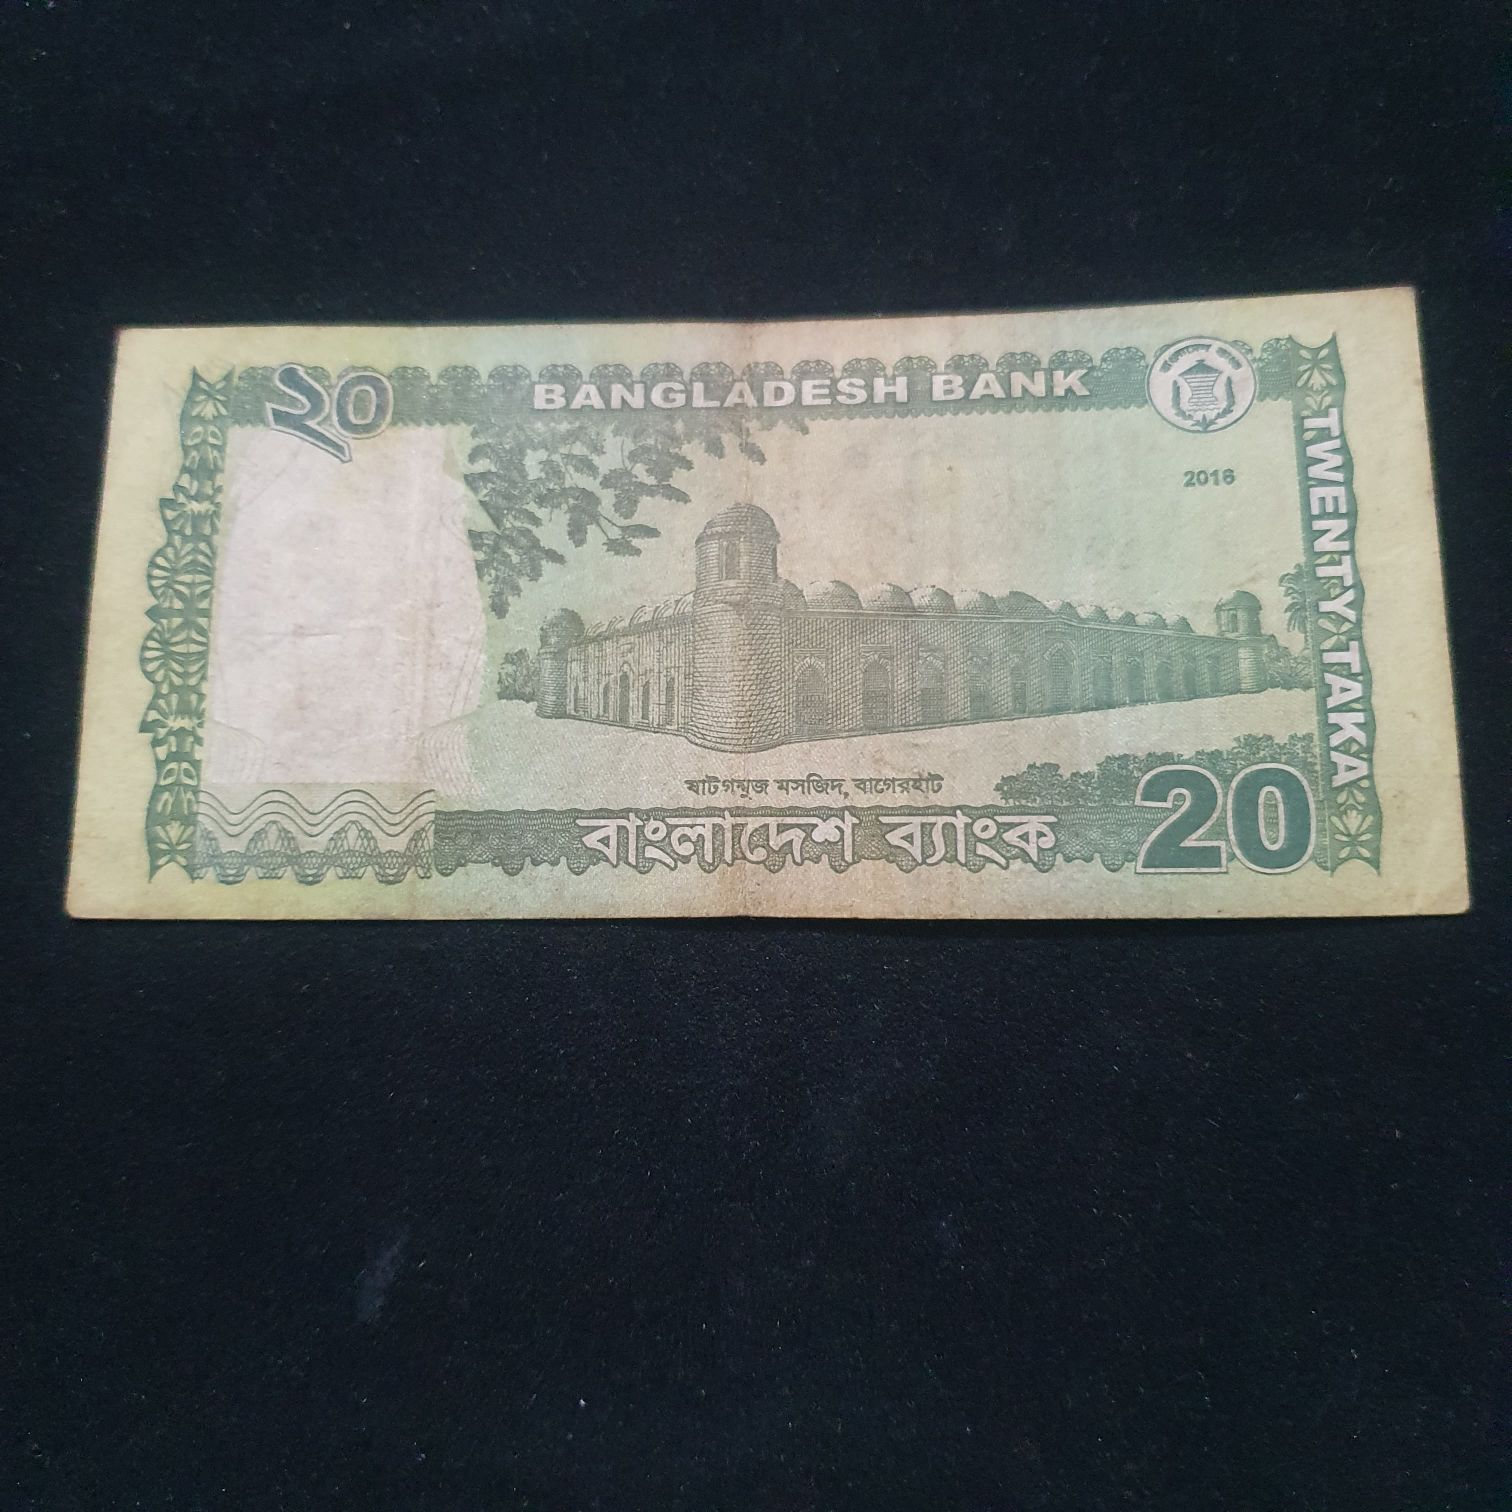 ২০
BANGLADESH BANK
2016
TWENTY TAKA
ষাটগম্বুজ মসজিদ, বাগেরহাট
বাংলাদেশ ব্যাংক
20